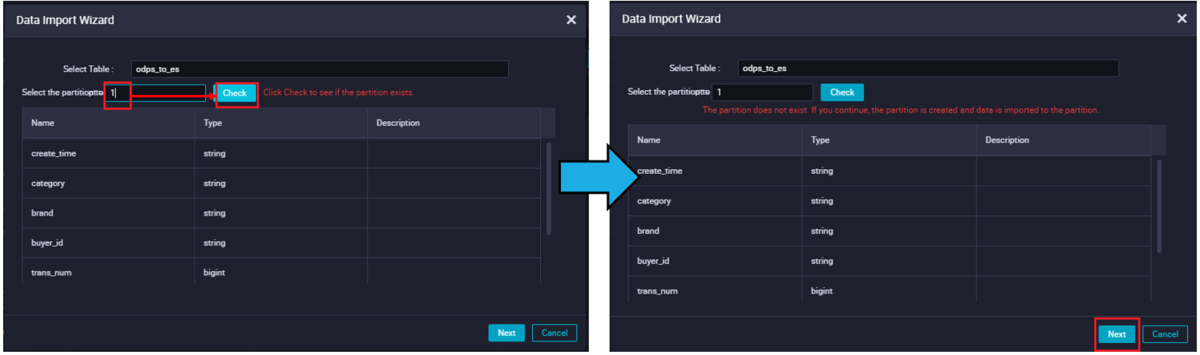 Data Import Wizard
Select Table :
odps_to_es
Select the partition
1
Check
Click Check to see if the partition exists.
Name Type Description
create_time string
category string
brand string
buyer_id string
trans_num bigint
Next Cancel
Data Import Wizard
Select Table :
odps_to_es
Select the partition
1
Check
The partition does not exist. If you continue, the partition is created and data is imported to the partition.
Name Type Description
create_time string
category string
brand string
buyer_id string
trans_num bigint
Next Cancel